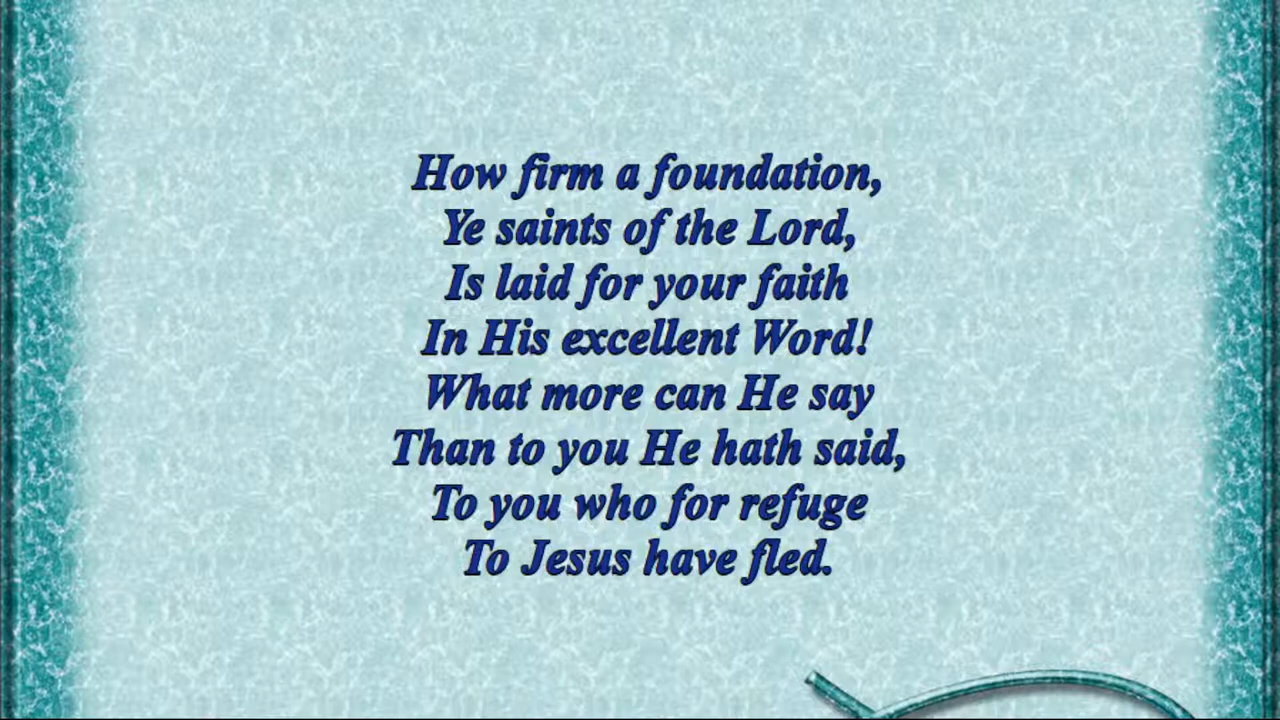 How firm a foundation,
Ye saints of the Lord,
Is laid for your faith
In His excellent Word!
What more can He say
Than to you He hath said,
To you who for refuge
To Jesus have fled.